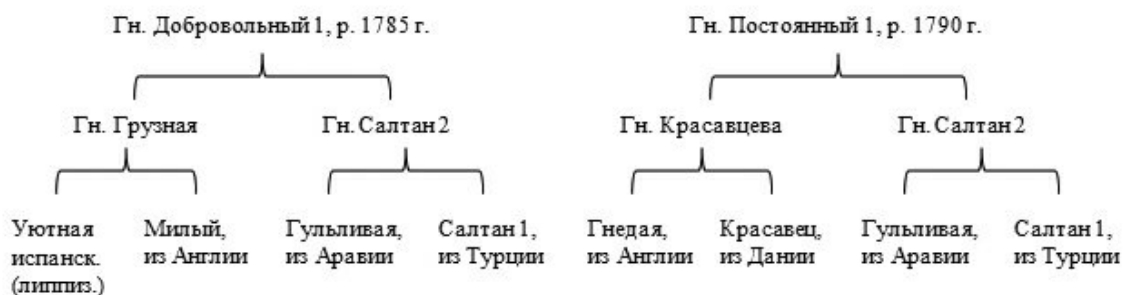 Гн. Добровольный 1, р. 1785 г.
Гн. Постоянный 1, р. 1790 г.
Гн. Грузная
Гн. Салтан 2
Гн. Красавцева
Гн. Салтан 2
Уютная
испанск.
(липпиз.)
Милый,
из Англии
Гульливая,
из Аравии
Салтан 1,
из Турции
Гнедая,
из Англии
Красавец,
из Дании
Гульливая,
из Аравии
Салтан 1,
из Турции